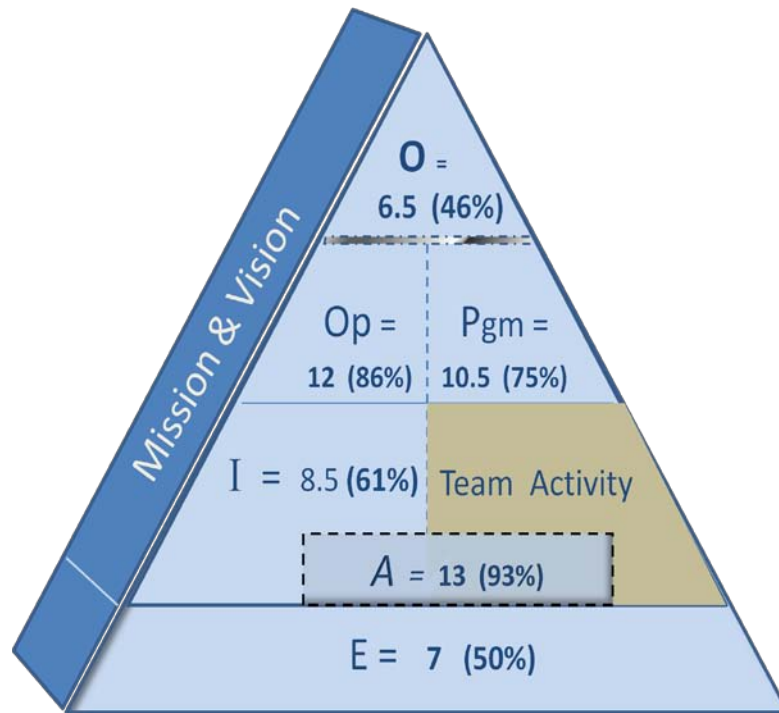 Mission & Vision
O =
6.5 (46%)
Op =
12 (86%)
Pgm =
10.5 (75%)
I = 8.5 (61%)
Team Activity
A = 13 (93%)
E = 7 (50%)